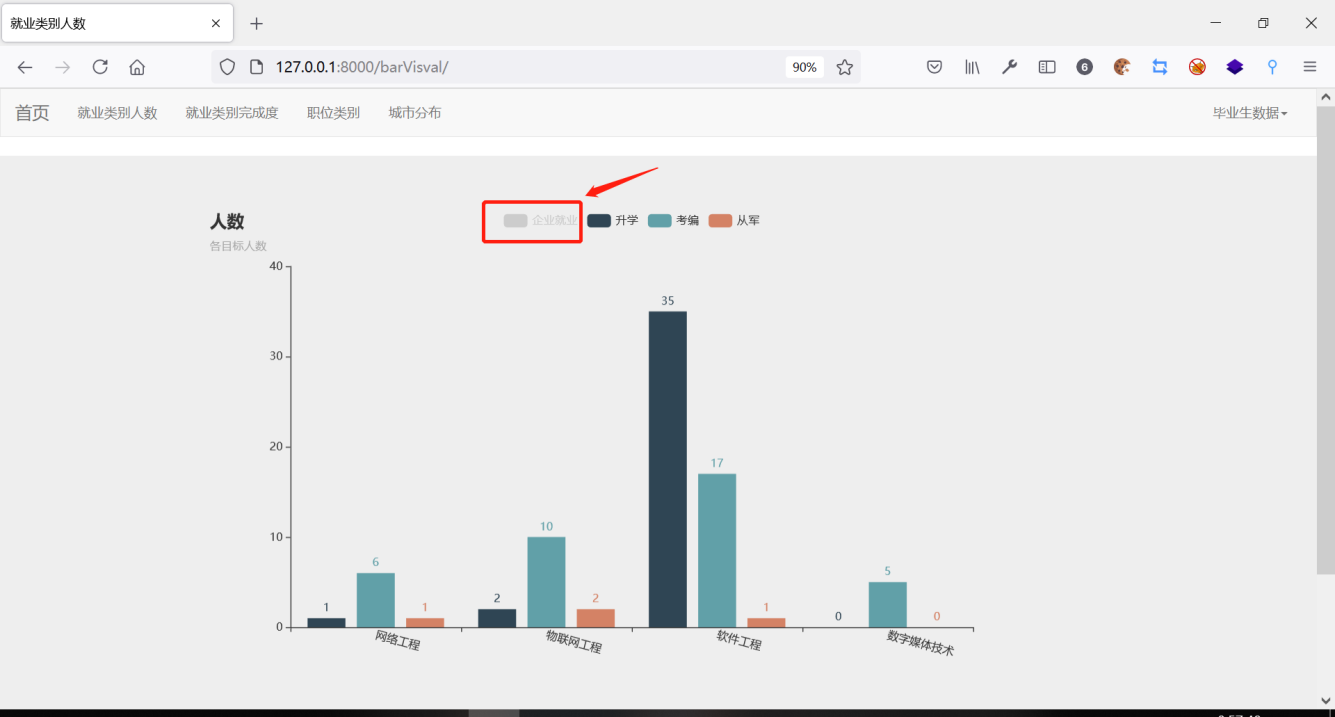 就业类别人数
127.0.0.1:8000/barVisval/
90%
6
首页 就业类别人数 就业类别完成度 职位类别 城市分布 毕业生数据
人数
各目标人数
企业就业 升学 考编 从军
40
30
20
10
0
35
17
10
6
5
2 2
1 1 1 0 0
网络工程 物联网工程 软件工程 数字媒体技术